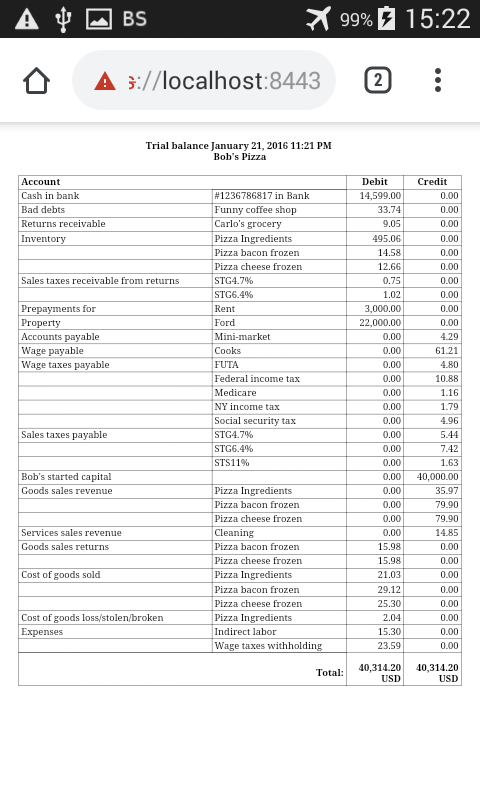 BS 99% 15:22
://localhost:8443 2
Trial balance January 21, 2016 11:21 PM
Bob's Pizza
Account Debit Credit
Cash in bank #1236786817 in Bank 14,599.00 0.00
Bad debts Funny coffee shop 33.74 0.00
Returns receivable Carlo's grocery 9.05 0.00
Inventory Pizza Ingredients 495.06 0.00
Pizza bacon frozen 14.58 0.00
Pizza cheese frozen 12.66 0.00
Sales taxes receivable from returns STG4.7% 0.75 0.00
STG6.4% 1.02 0.00
Prepayments for Rent 3,000.00 0.00
Property Ford 22,000.00 0.00
Accounts payable Mini-market 0.00 4.29
Wage payable Cooks 0.00 61.21
Wage taxes payable FUTA 0.00 4.80
Federal income tax 0.00 10.88
Medicare 0.00 1.16
NY income tax 0.00 1.79
Social security tax 0.00 4.96
Sales taxes payable STG4.7% 0.00 5.44
STG6.4% 0.00 7.42
STS11% 0.00 1.63
Bob's started capital 0.00 40,000.00
Goods sales revenue Pizza Ingredients 0.00 35.97
Pizza bacon frozen 0.00 79.90
Pizza cheese frozen 0.00 79.90
Services sales revenue Cleaning 0.00 14.85
Goods sales returns Pizza bacon frozen 15.98 0.00
Pizza cheese frozen 15.98 0.00
Cost of goods sold Pizza Ingredients 21.03 0.00
Pizza bacon frozen 29.12 0.00
Pizza cheese frozen 25.30 0.00
Cost of goods loss/stolen/broken Pizza Ingredients 2.04 0.00
Expenses Indirect labor 15.30 0.00
Wage taxes withholding 23.59 0.00
Total: 40,314.20 40,314.20
USD USD